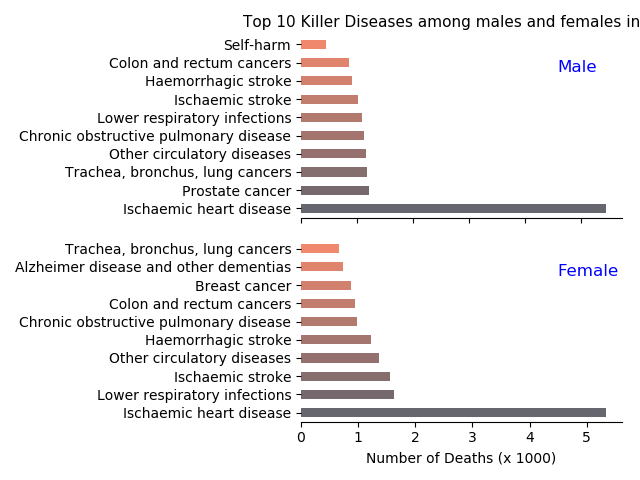 Top 10 Killer Diseases among males and females in
Self-harm
Colon and rectum cancers
Haemorrhagic stroke
Ischaemic stroke
Lower respiratory infections
Chronic obstructive pulmonary disease
Other circulatory diseases
Trachea, bronchus, lung cancers
Prostate cancer
Ischaemic heart disease
Male
Trachea, bronchus, lung cancers
Alzheimer disease and other dementias
Breast cancer
Colon and rectum cancers
Chronic obstructive pulmonary disease
Haemorrhagic stroke
Other circulatory diseases
Ischaemic stroke
Lower respiratory infections
Ischaemic heart disease
Female
0 1 2 3 4 5
Number of Deaths (x 1000)